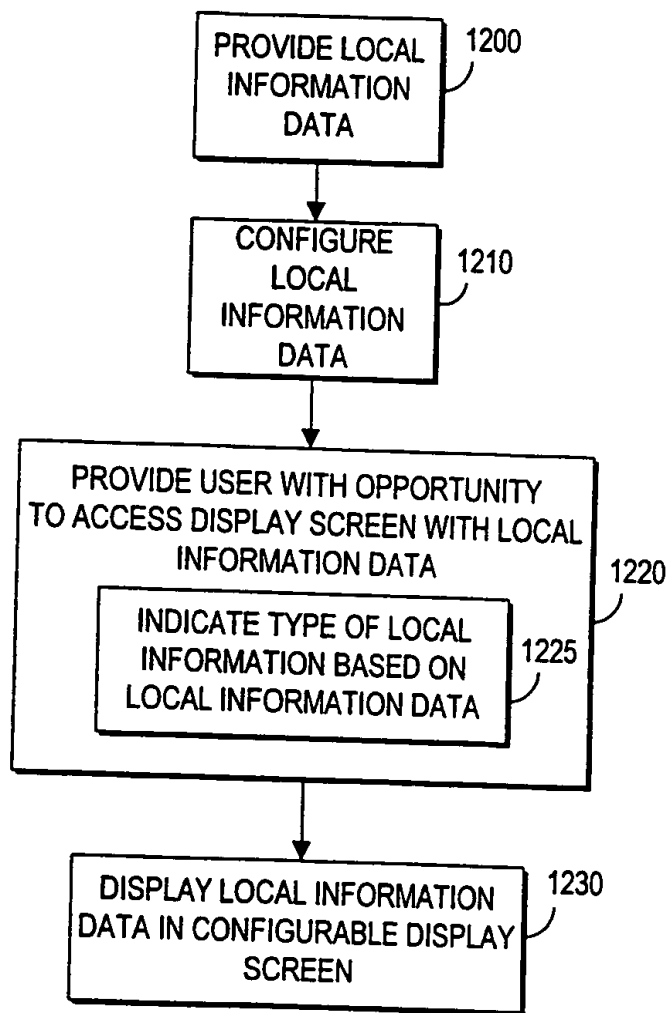 PROVIDE LOCAL
INFORMATION
DATA
1200
CONFIGURE
LOCAL
INFORMATION
DATA
1210
PROVIDE USER WITH OPPORTUNITY
TO ACCESS DISPLAY SCREEN WITH LOCAL
INFORMATION DATA
1220
INDICATE TYPE OF LOCAL
INFORMATION BASED ON
LOCAL INFORMATION DATA
1225
DISPLAY LOCAL INFORMATION
DATA IN CONFIGURABLE DISPLAY
SCREEN
1230